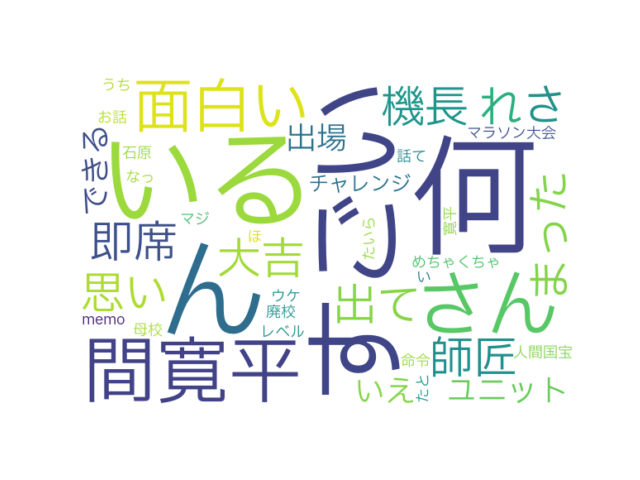 うち
面白い
機長
れさ
お話
出場
マラソン大会
できる
いる
石原
なっ
話て
チャレンジ
何
こういう
マジ
ほ
たいら
寛平
まった
即席
大吉
めちゃくちゃ
い
思い
ん
ウケ
出て
さん
memo
母校
廃校
レベル
す
師匠
人間国宝
間寛平
命令
いえ
たと
ユニット